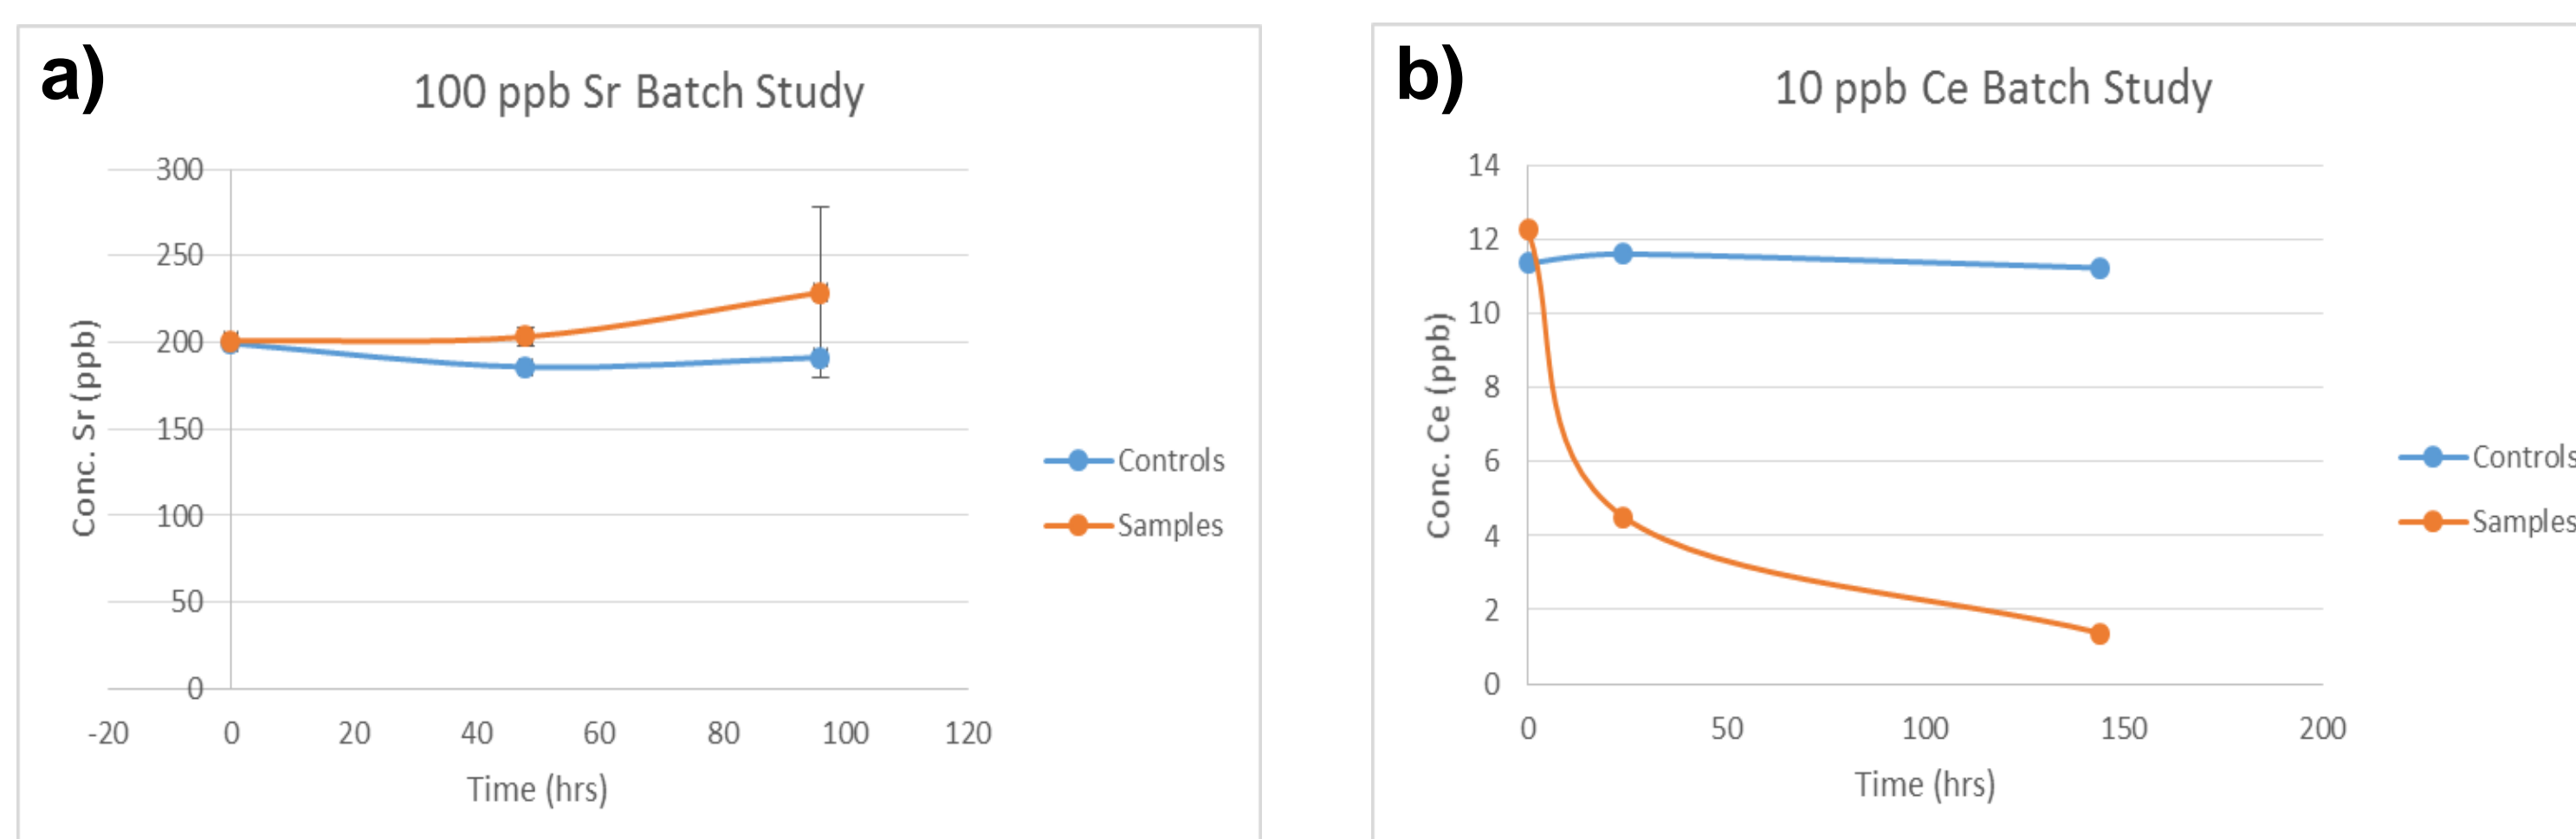 a)
100 ppb Sr Batch Study
300
250
200
150
100
50
0
-20 0 20 40 60 80 100 120
Conc. Sr (ppb)
Time (hrs)
Controls
Samples
b)
10 ppb Ce Batch Study
14
12
10
8
6
4
2
0
0 50 100 150 200
Conc. Ce (ppb)
Time (hrs)
Controls
Samples